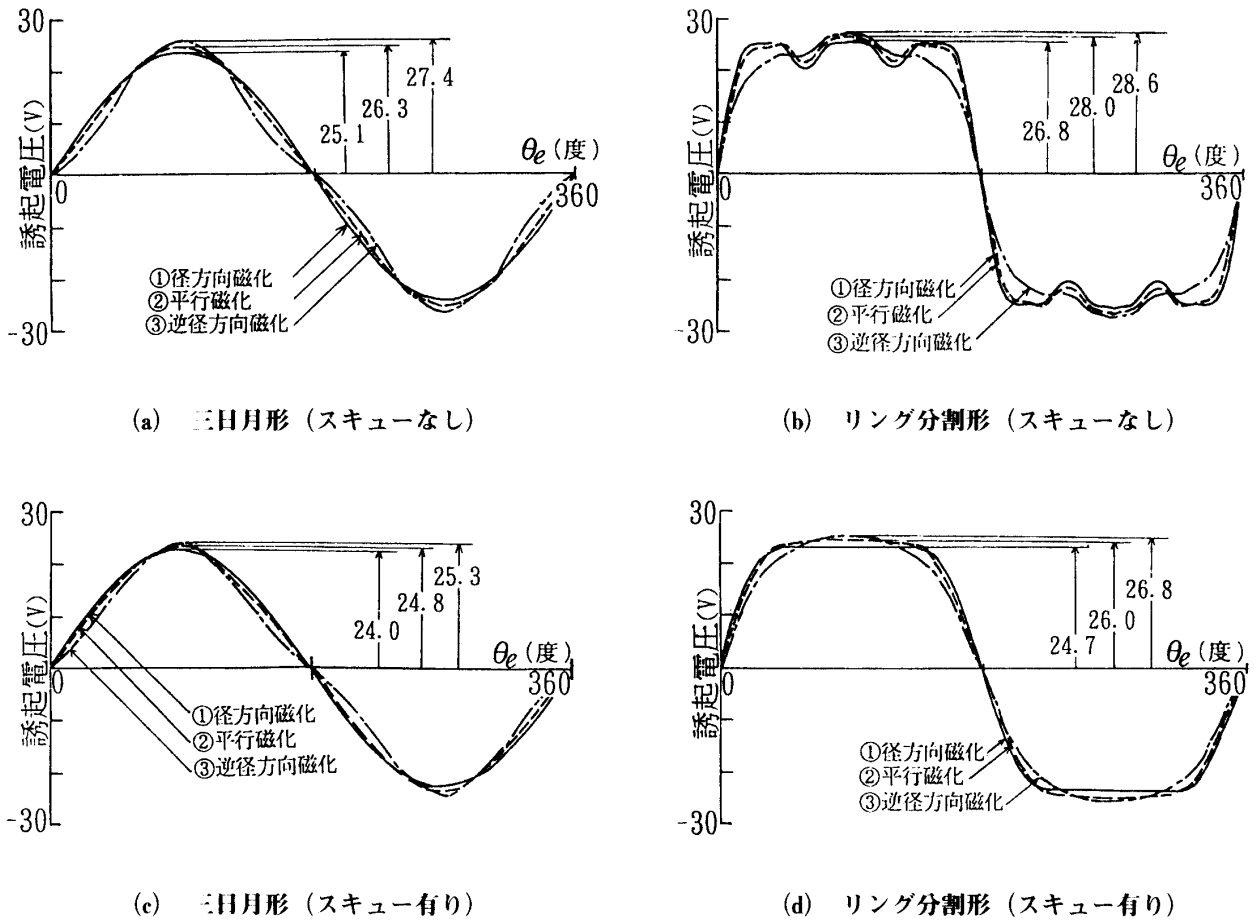 30
誘起電圧(V)
27.4
26.3
25.1
θe(度)
0
360
①径方向磁化
②平行磁化
③逆径方向磁化
-30
(a) 三日月形 (スキューなし)
30
誘起電圧(V)
28.6
28.0
26.8
θe(度)
0
360
①径方向磁化
②平行磁化
③逆径方向磁化
-30
(b) リング分割形 (スキューなし)
30
誘起電圧(V)
25.3
24.8
24.0
θe(度)
0
360
①径方向磁化
②平行磁化
③逆径方向磁化
-30
(c) 三日月形 (スキュー有り)
30
誘起電圧(V)
26.8
26.0
24.7
θe(度)
0
360
①径方向磁化
②平行磁化
③逆径方向磁化
-30
(d) リング分割形 (スキュー有り)